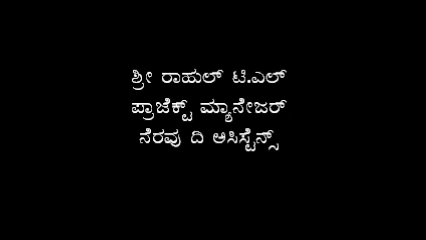 ಶ್ರೀ ರಾಹುಲ್ ಟಿ.ಎಲ್
ಪ್ರಾಜೆಕ್ಟ್ ಮ್ಯಾನೇಜರ್
ನೆರವು ದಿ ಅಸಿಸ್ಟೆನ್ಸ್